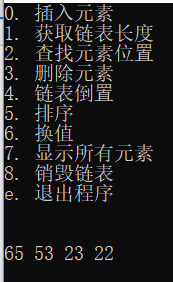 0. 插入元素
1. 获取链表长度
2. 查找元素位置
3. 删除元素
4. 链表倒置
5. 排序
6. 换值
7. 显示所有元素
8. 销毁链表
e. 退出程序
65 53 23 22